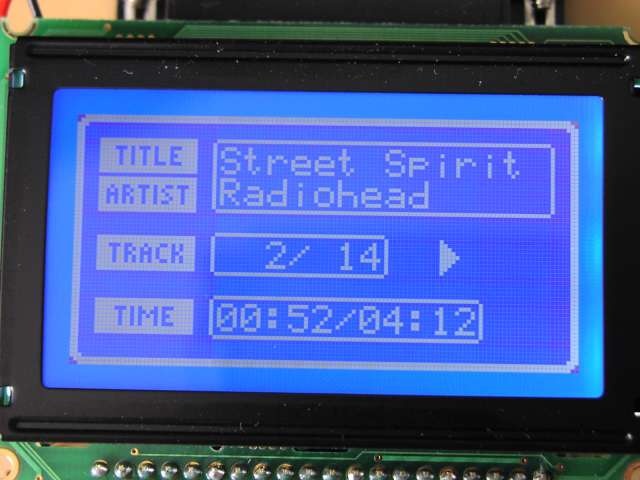 TITLE Street Spirit
ARTIST Radiohead
TRACK 2/ 14
TIME 00:52/04:12